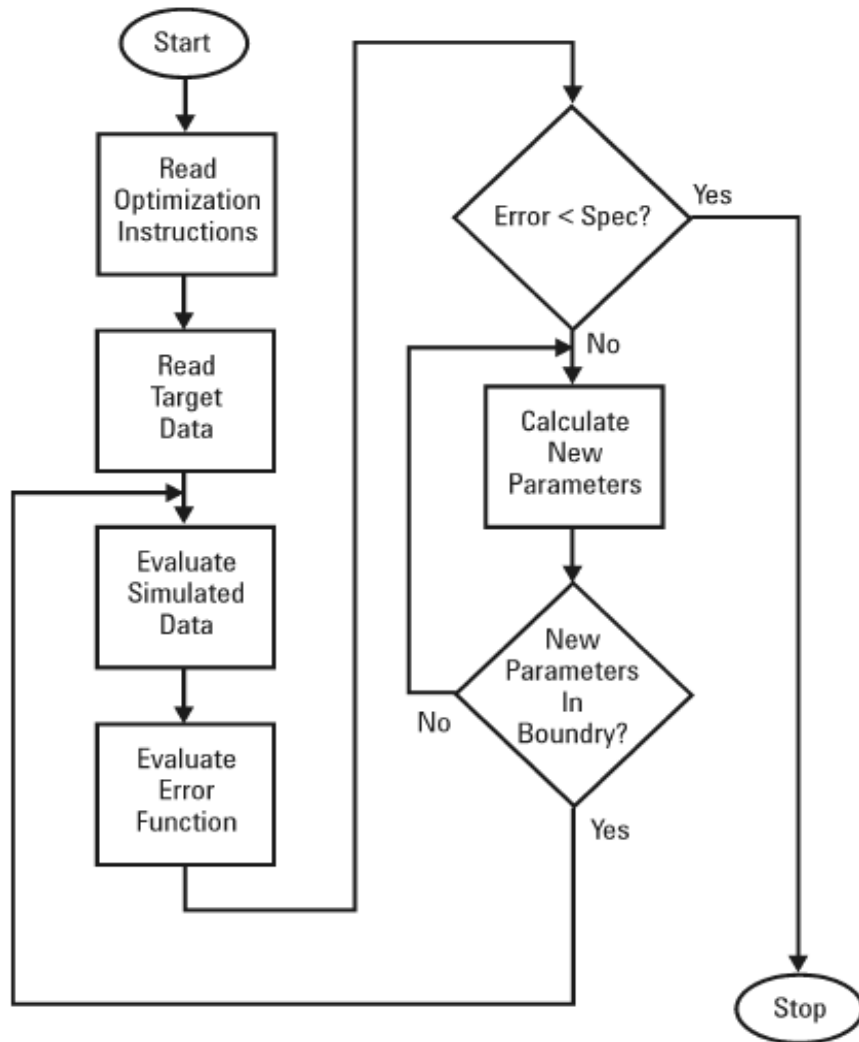 Start
Read
Optimization
Instructions
Read
Target
Data
Evaluate
Simulated
Data
Evaluate
Error
Function
Error < Spec?
Yes
No
Calculate
New
Parameters
New
Parameters
In
Boundry?
No
Yes
Stop